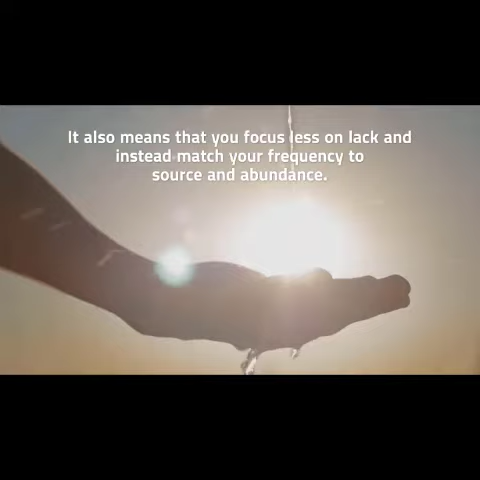 It also means that you focus less on lack and
instead match your frequency to
source and abundance.